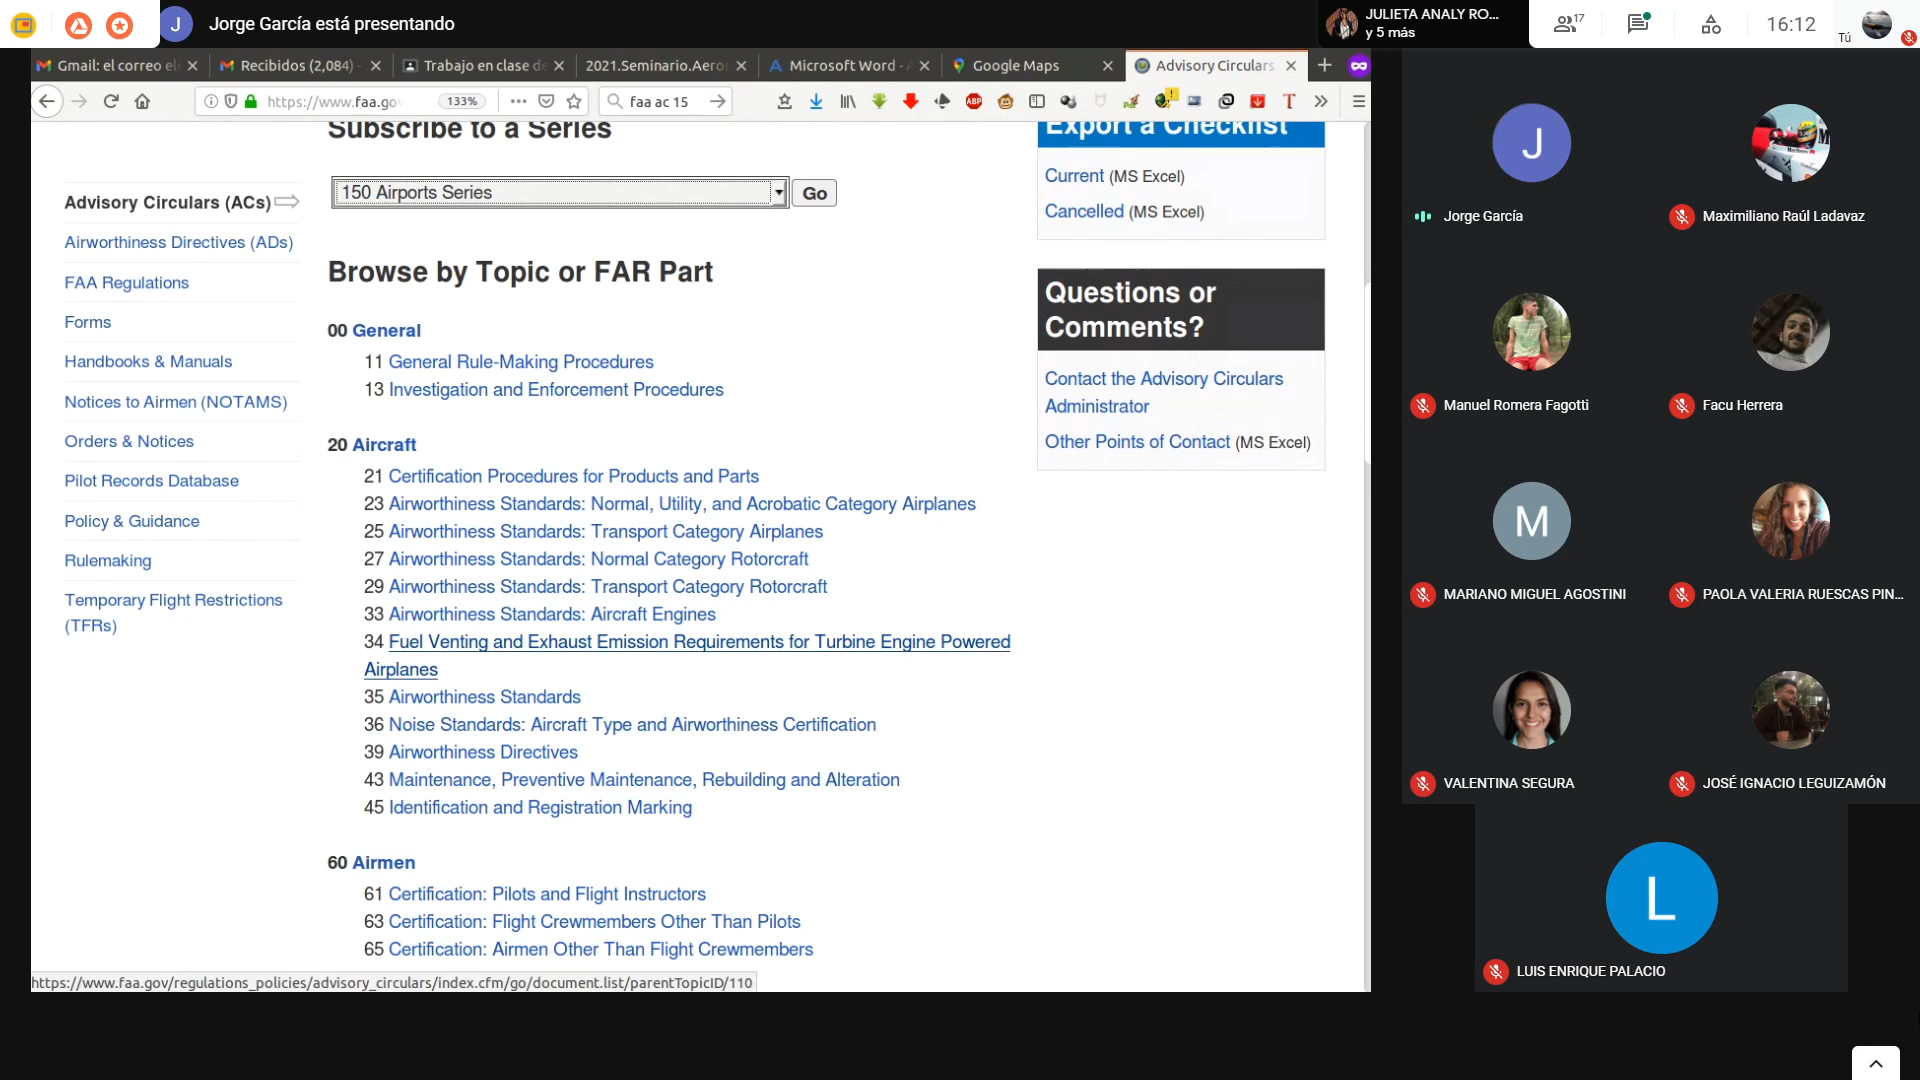 J
Jorge García está presentando
JULIETA ANALY RO...
y 5 más
17
16:12
Tú
Gmail: el correo el
Recibidos (2,084) -
Trabajo en clase de
2021.Seminario.Aero
Microsoft Word - A
Google Maps
Advisory Circulars
https://www.faa.go
133%
faa ac 15
ABP
T
Subscribe to a Series
150 Airports Series
Go
Export a Checklist
Current (MS Excel)
Cancelled (MS Excel)
Advisory Circulars (ACs)
Airworthiness Directives (ADs)
FAA Regulations
Forms
Handbooks & Manuals
Notices to Airmen (NOTAMS)
Orders & Notices
Pilot Records Database
Policy & Guidance
Rulemaking
Temporary Flight Restrictions
(TFRs)
Browse by Topic or FAR Part
00 General
11 General Rule-Making Procedures
13 Investigation and Enforcement Procedures
20 Aircraft
21 Certification Procedures for Products and Parts
23 Airworthiness Standards: Normal, Utility, and Acrobatic Category Airplanes
25 Airworthiness Standards: Transport Category Airplanes
27 Airworthiness Standards: Normal Category Rotorcraft
29 Airworthiness Standards: Transport Category Rotorcraft
33 Airworthiness Standards: Aircraft Engines
34 Fuel Venting and Exhaust Emission Requirements for Turbine Engine Powered
Airplanes
35 Airworthiness Standards
36 Noise Standards: Aircraft Type and Airworthiness Certification
39 Airworthiness Directives
43 Maintenance, Preventive Maintenance, Rebuilding and Alteration
45 Identification and Registration Marking
60 Airmen
61 Certification: Pilots and Flight Instructors
63 Certification: Flight Crewmembers Other Than Pilots
65 Certification: Airmen Other Than Flight Crewmembers
Questions or
Comments?
Contact the Advisory Circulars
Administrator
Other Points of Contact (MS Excel)
https://www.faa.gov/regulations_policies/advisory_circulars/index.cfm/go/document.list/parentTopicID/110
J
Jorge García
Maximiliano Raúl Ladavaz
Manuel Romera Fagotti
Facu Herrera
M
MARIANO MIGUEL AGOSTINI
PAOLA VALERIA RUESCAS PIN...
VALENTINA SEGURA
JOSÉ IGNACIO LEGUIZAMÓN
L
LUIS ENRIQUE PALACIO